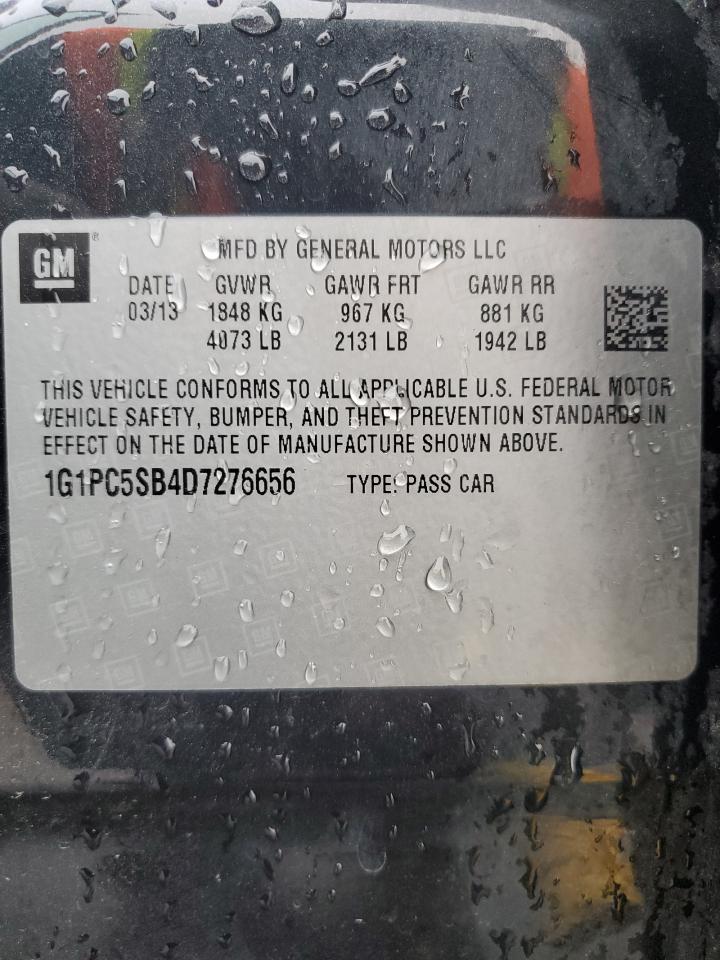 GM®
MFD BY GENERAL MOTORS LLC
DATE GVWR GAWR FRT GAWR RR
03/13 1848 KG 967 KG 881 KG
4073 LB 2131 LB 1942 LB
THIS VEHICLE CONFORMS TO ALL APPLICABLE U.S. FEDERAL MOTOR
VEHICLE SAFETY, BUMPER, AND THEFT PREVENTION STANDARDS IN
EFFECT ON THE DATE OF MANUFACTURE SHOWN ABOVE.
1G1PC5SB4D7276656 TYPE: PASS CAR